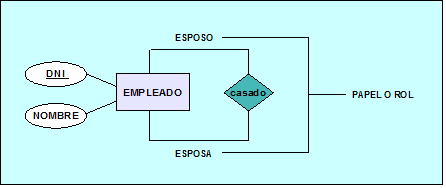 ESPOSO
DNI
EMPLEADO
casado
PAPEL O ROL
NOMBRE
ESPOSA